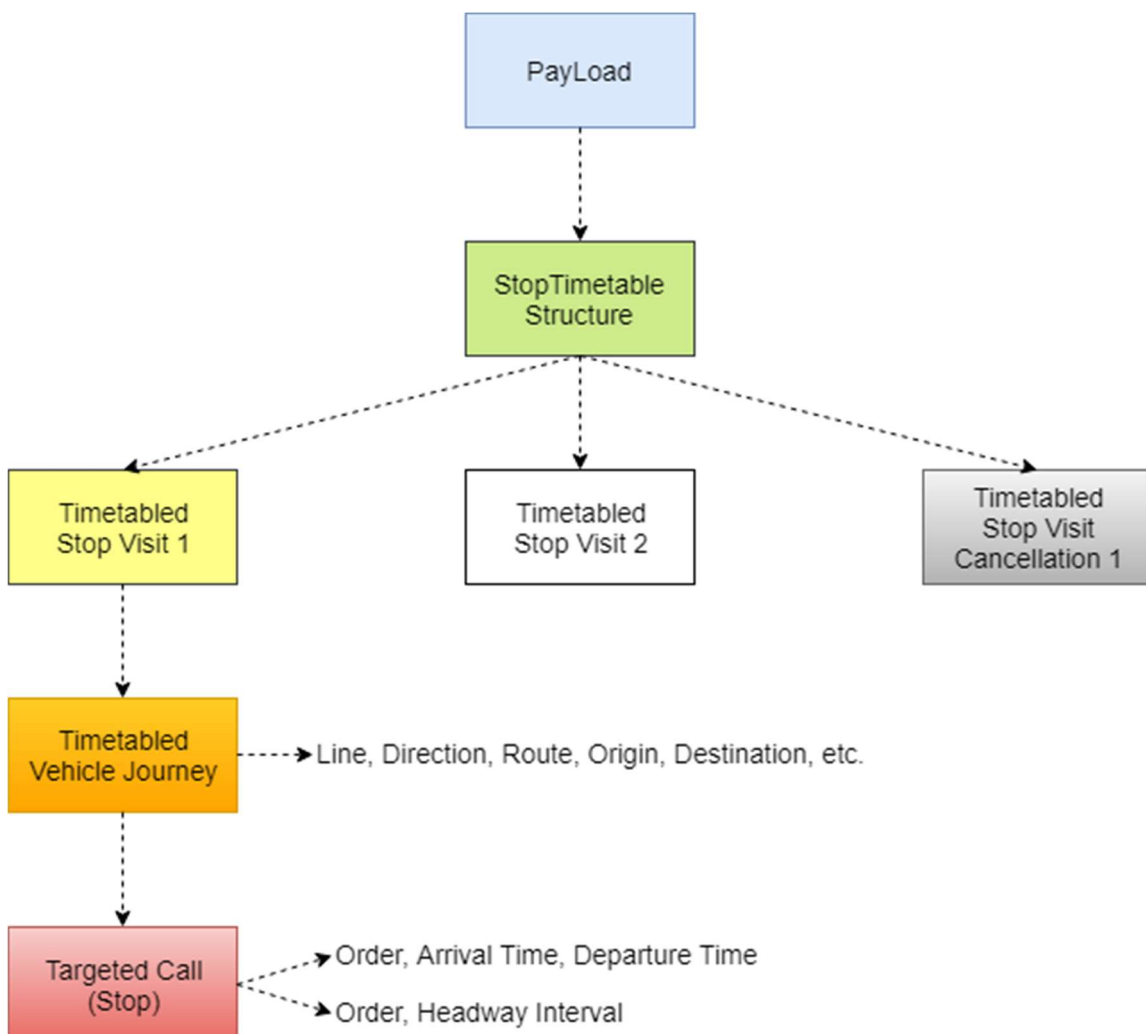 PayLoad
StopTimetable
Structure
Timetabled
Stop Visit 1
Timetabled
Stop Visit 2
Timetabled
Stop Visit
Cancellation 1
Timetabled
Vehicle Journey
Line, Direction, Route, Origin, Destination, etc.
Targeted Call
(Stop)
Order, Arrival Time, Departure Time
Order, Headway Interval